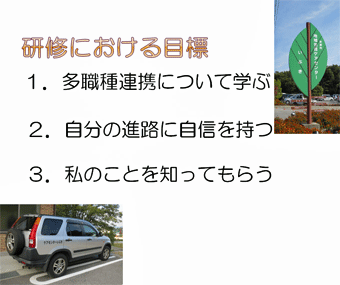 研修における目標
１．多職種連携について学ぶ
２．自分の進路に自信を持つ
３．私のことを知ってもらう